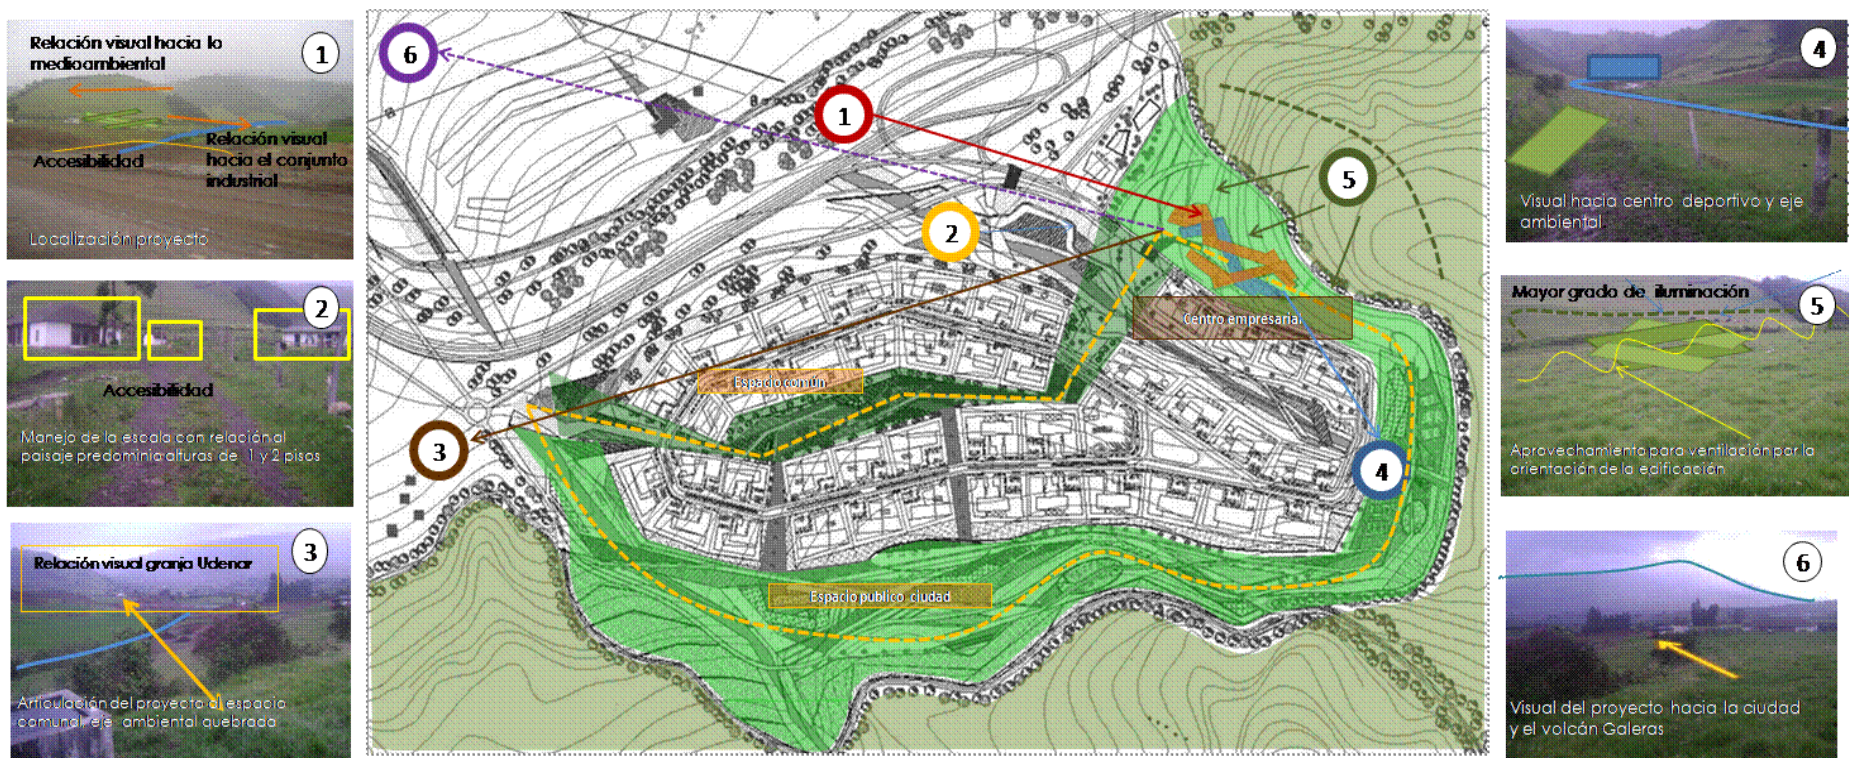 Relación visual hacia lo
medioambiental
1
Relación visual
hacia el conjunto
industrial
Accesibilidad
Localización proyecto
2
Accesibilidad
Manejo de la escala con relación al
paisaje predominia alturas de 1 y 2 pisos
3
Relación visual granja Udenar
Articulación del proyecto al espacio
comunal, eje ambiental quebrada
6
1
5
2
Centro empresarial
Espacio común
3
4
Espacio publico ciudad
4
Visual hacia centro deportivo y eje
ambiental
Mayor grado de iluminación
5
Aprovechamiento para ventilación por la
orientación de la edificación
6
Visual del proyecto hacia la ciudad
y el volcán Galeras